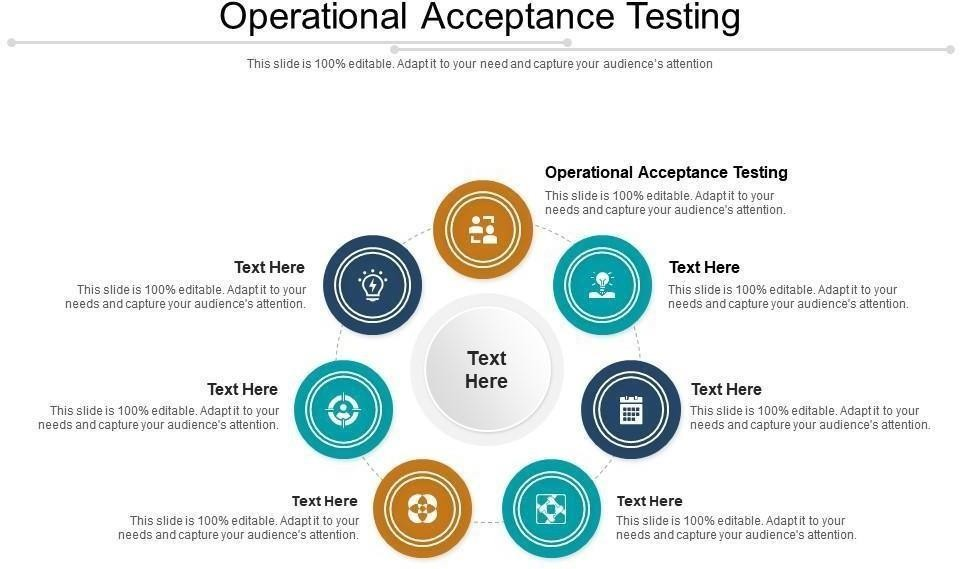 Operational Acceptance Testing
This slide is 100% editable. Adapt it to your need and capture your audience's attention
Operational Acceptance Testing
This slide is 100% editable. Adapt it to your
needs and capture your audience's attention.
Text Here
This slide is 100% editable. Adapt it to your
needs and capture your audience's attention.
Text Here
This slide is 100% editable. Adapt it to your
needs and capture your audience's attention.
Text
Here
Text Here
This slide is 100% editable. Adapt it to your
needs and capture your audience's attention.
Text Here
This slide is 100% editable. Adapt it to your
needs and capture your audience's attention.
Text Here
This slide is 100% editable. Adapt it to your
needs and capture your audience's attention.
Text Here
This slide is 100% editable. Adapt it to your
needs and capture your audience's attention.